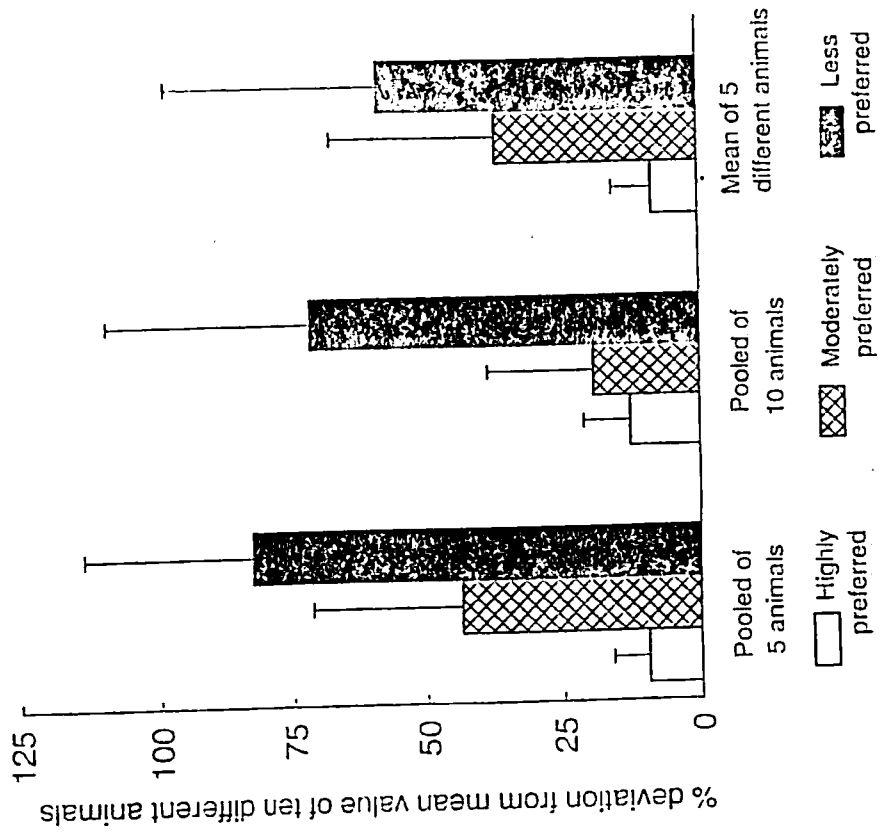 % deviation from mean value of ten different animals
125
100
75
50
25
0
Pooled of
5 animals
Pooled of
10 animals
Mean of 5
different animals
Highly
preferred
Moderately
preferred
Less
preferred